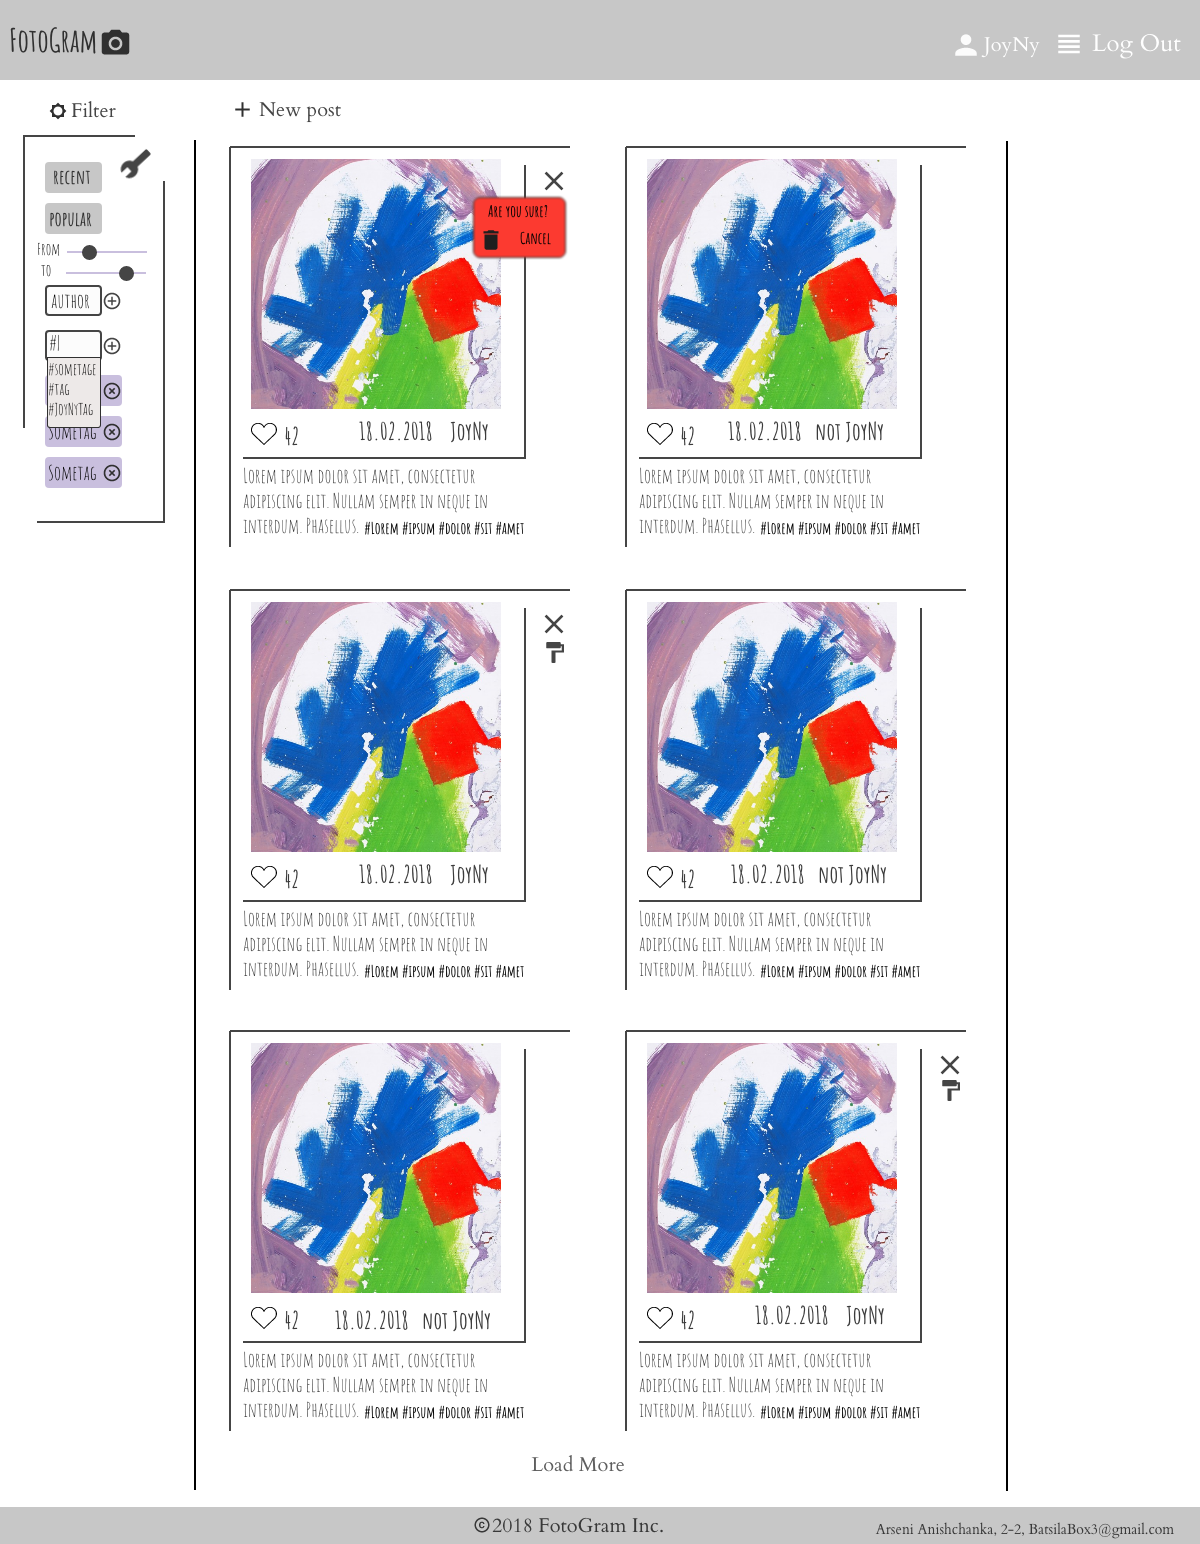 FotoGram
JoyNy
Log Out
Filter
New post
RECENT
POPULAR
From
to
AUTHOR
#|
#sometage
#tag
#JoyNyTag
Sometag
Sometag
Are you sure?
Cancel
42 18.02.2018 JoyNy
Lorem ipsum dolor sit amet, consectetur
adipiscing elit. Nullam semper in neque in
interdum. Phasellus. #Lorem #ipsum #dolor #sit #amet
42 18.02.2018 not JoyNy
Lorem ipsum dolor sit amet, consectetur
adipiscing elit. Nullam semper in neque in
interdum. Phasellus. #Lorem #ipsum #dolor #sit #amet
42 18.02.2018 JoyNy
Lorem ipsum dolor sit amet, consectetur
adipiscing elit. Nullam semper in neque in
interdum. Phasellus. #Lorem #ipsum #dolor #sit #amet
42 18.02.2018 not JoyNy
Lorem ipsum dolor sit amet, consectetur
adipiscing elit. Nullam semper in neque in
interdum. Phasellus. #Lorem #ipsum #dolor #sit #amet
42 18.02.2018 not JoyNy
Lorem ipsum dolor sit amet, consectetur
adipiscing elit. Nullam semper in neque in
interdum. Phasellus. #Lorem #ipsum #dolor #sit #amet
42 18.02.2018 JoyNy
Lorem ipsum dolor sit amet, consectetur
adipiscing elit. Nullam semper in neque in
interdum. Phasellus. #Lorem #ipsum #dolor #sit #amet
Load More
©2018 FotoGram Inc.
Arseni Anishchanka, 2-2, BatsilaBox3@gmail.com